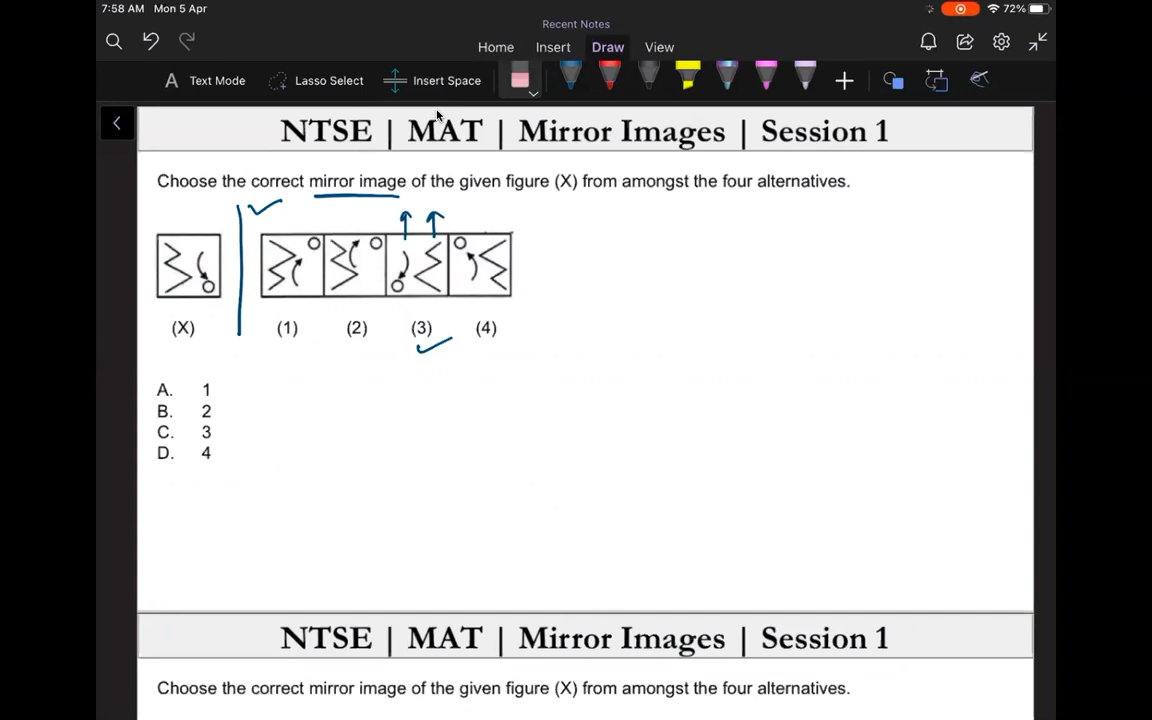 7:58 AM Mon 5 Apr
72%
Recent Notes
Home Insert Draw View
Text Mode Lasso Select Insert Space
NTSE | MAT | Mirror Images | Session 1
Choose the correct mirror image of the given figure (X) from amongst the four alternatives.
(X) (1) (2) (3) (4)
A. 1
B. 2
C. 3
D. 4
NTSE | MAT | Mirror Images | Session 1
Choose the correct mirror image of the given figure (X) from amongst the four alternatives.